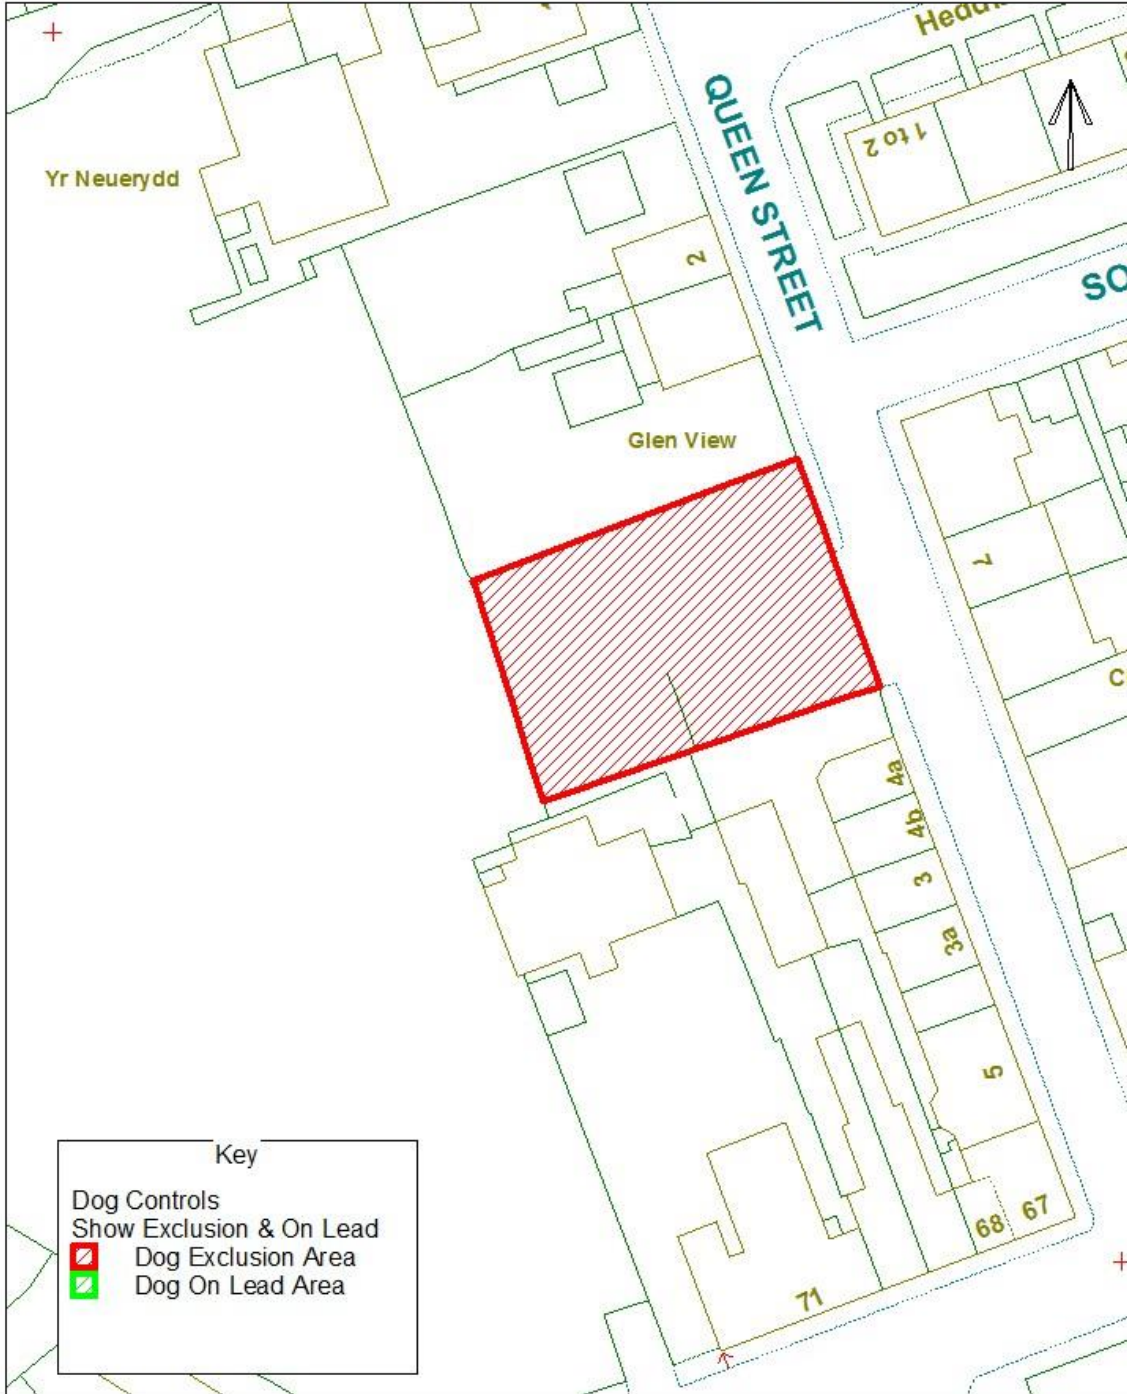 QUEEN STREET
1 to 2
Yr Neuerydd
2
SO
Glen View
7
C
4a
4b
3
3a
5
67
68
71
Key
Dog Controls
Show Exclusion & On Lead
Dog Exclusion Area
Dog On Lead Area